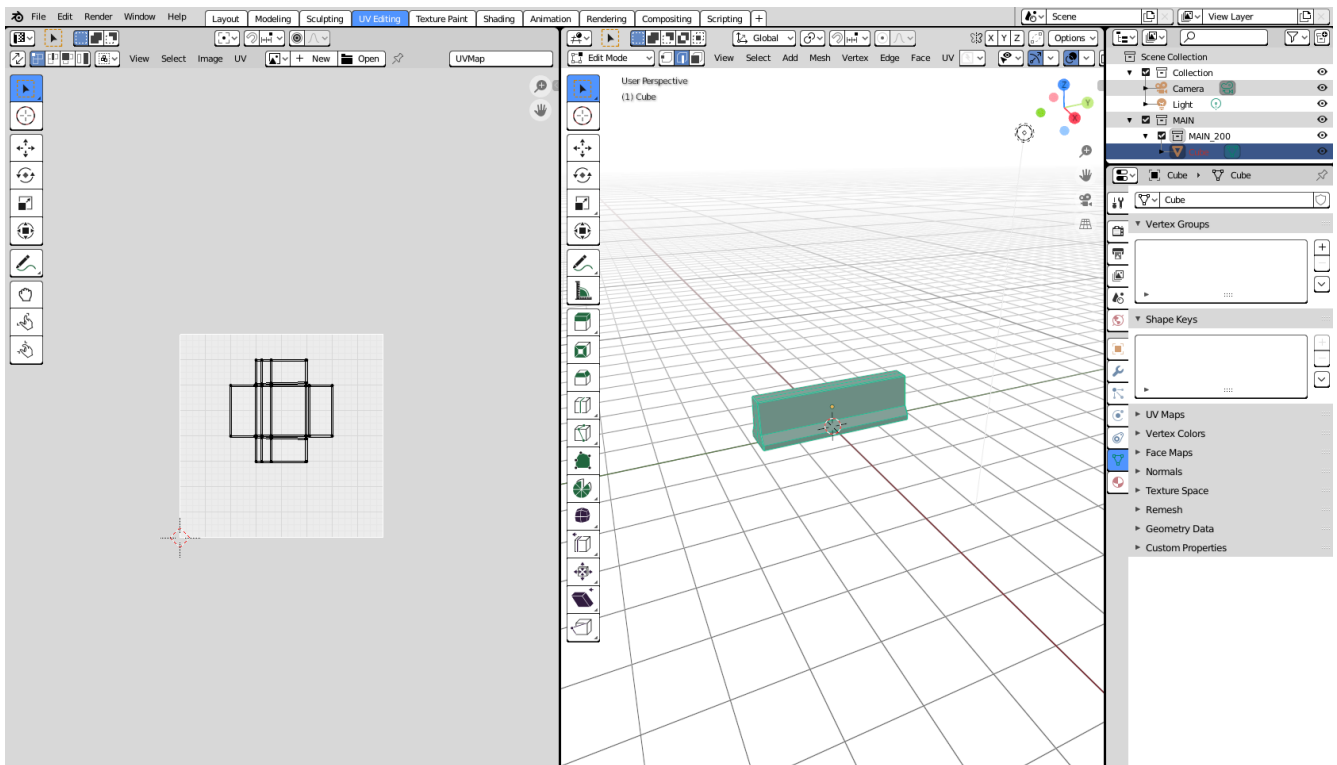 File Edit Render Window Help Layout Modeling Sculpting UV Editing Texture Paint Shading Animation Rendering Compositing Scripting + Scene View Layer
Global X Y Z Options
View Select Image UV + New Open UVMap Edit Mode View Select Add Mesh Vertex Edge Face UV
Scene Collection
Collection
Camera
Light
MAIN
MAIN_200
User Perspective
(1) Cube
Cube Cube
Cube
Vertex Groups
Shape Keys
UV Maps
Vertex Colors
Face Maps
Normals
Texture Space
Remesh
Geometry Data
Custom Properties
X
Y
Z